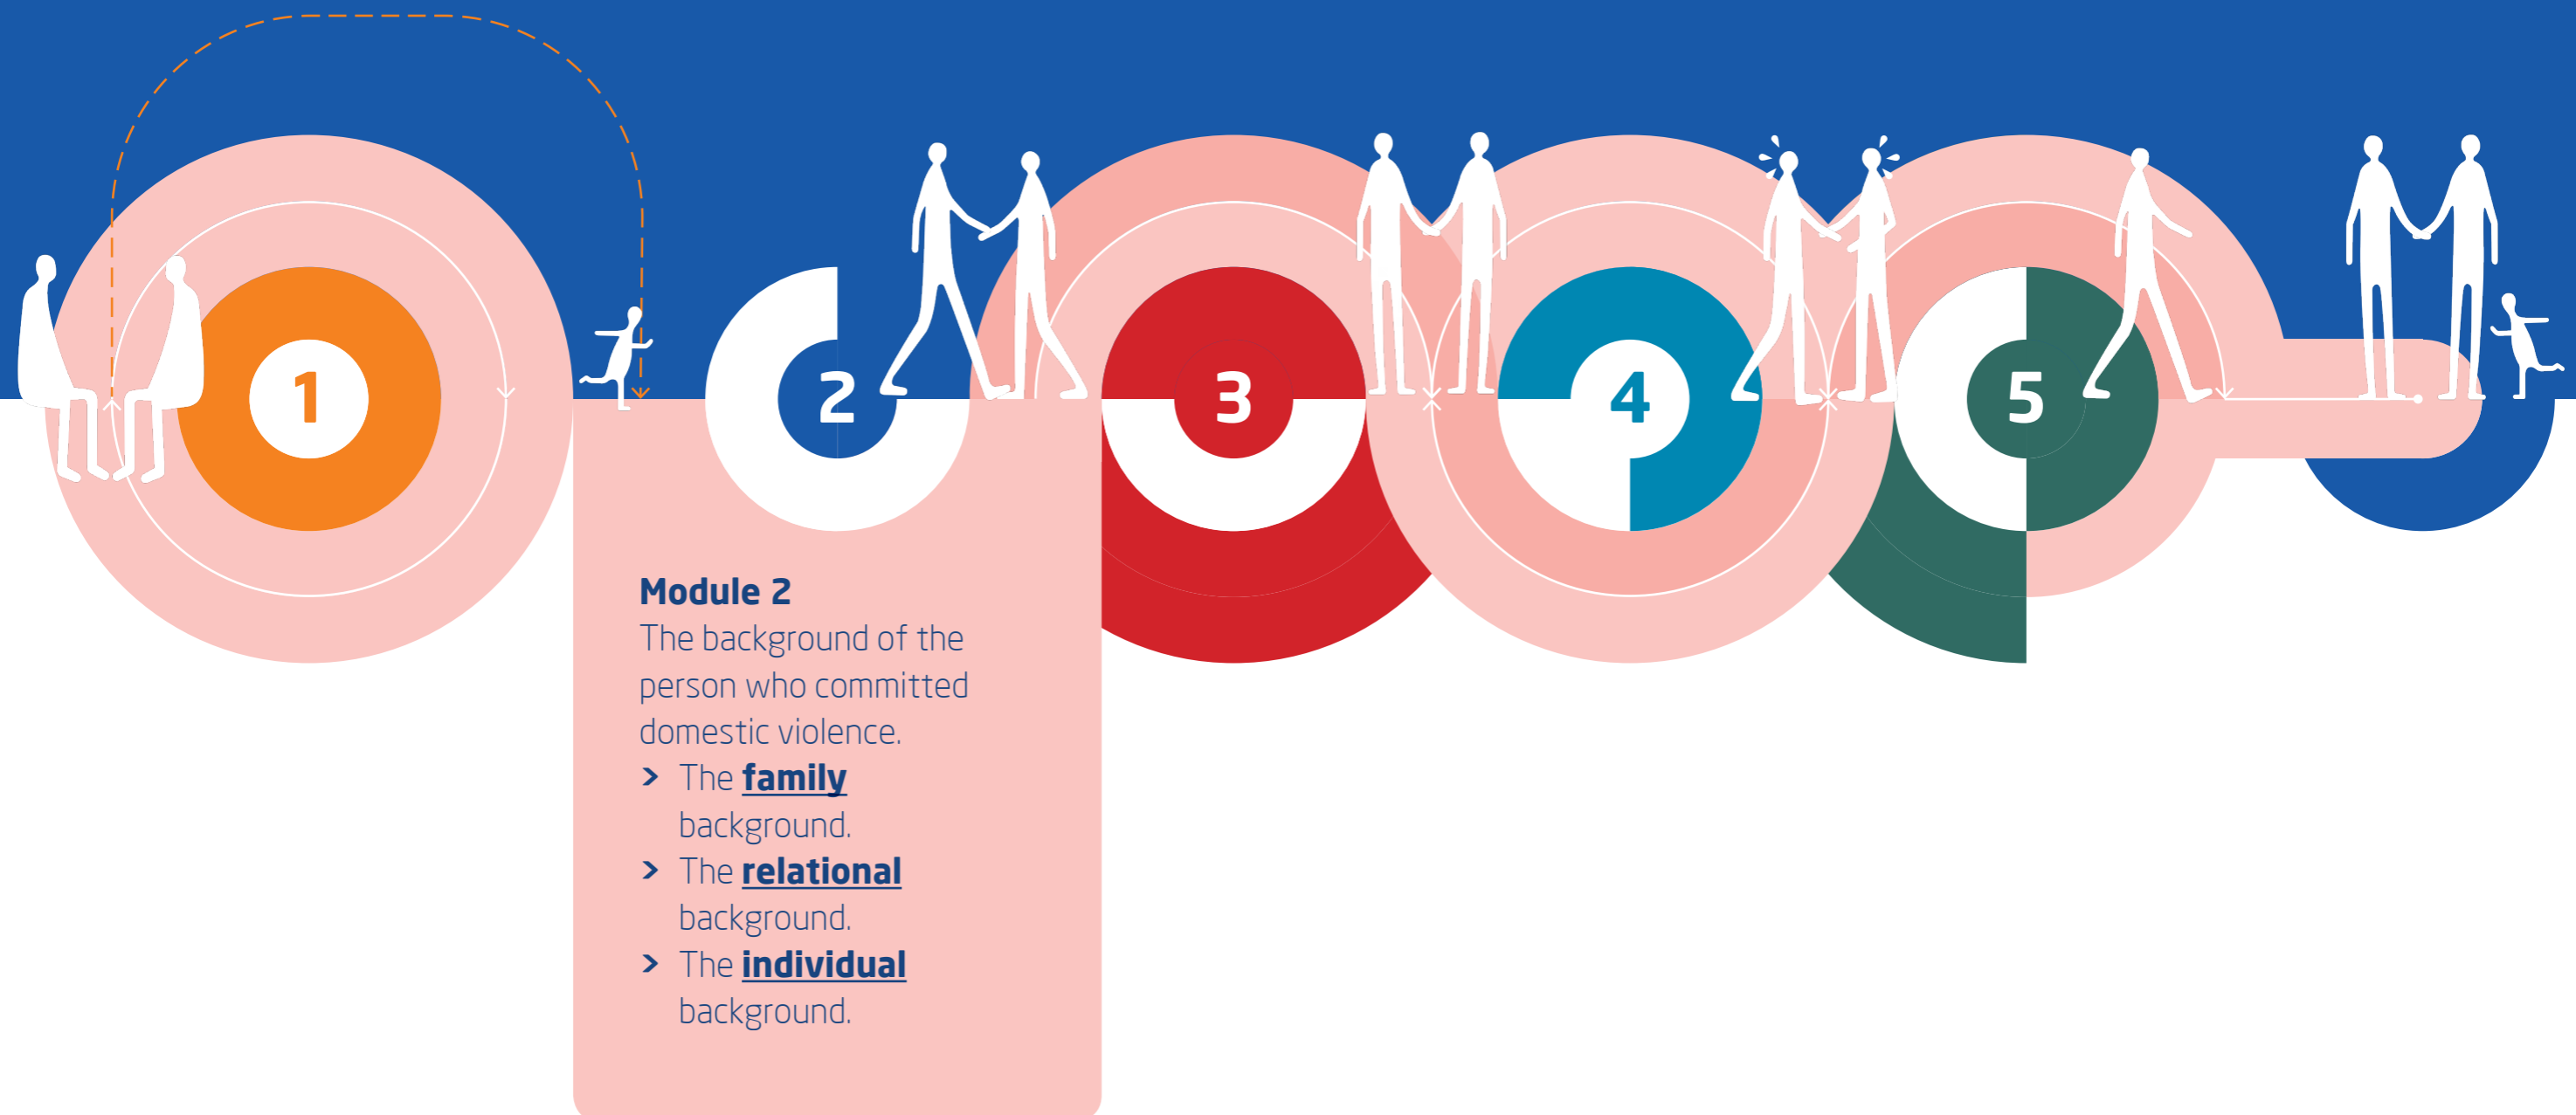 1
2
3
4
5
Module 2
The background of the
person who committed
domestic violence.
> The family
background.
> The relational
background.
> The individual
background.